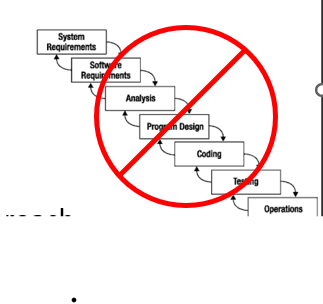 System
Requirements
Software
Requirements
Analysis
Program Design
Coding
Testing
Operations